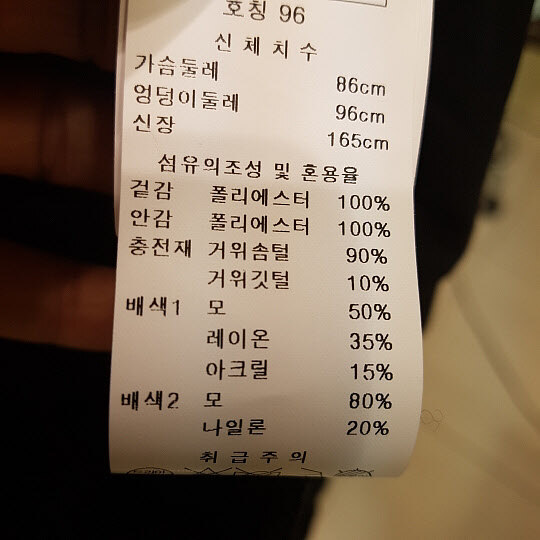 호칭 96
신체치수
가슴둘레 86cm
엉덩이둘레 96cm
신장 165cm
섬유의조성 및 혼용율
겉감 폴리에스터 100%
안감 폴리에스터 100%
충전재 거위솜털 90%
거위깃털 10%
배색1 모 50%
레이온 35%
아크릴 15%
배색2 모 80%
나일론 20%
취급주의